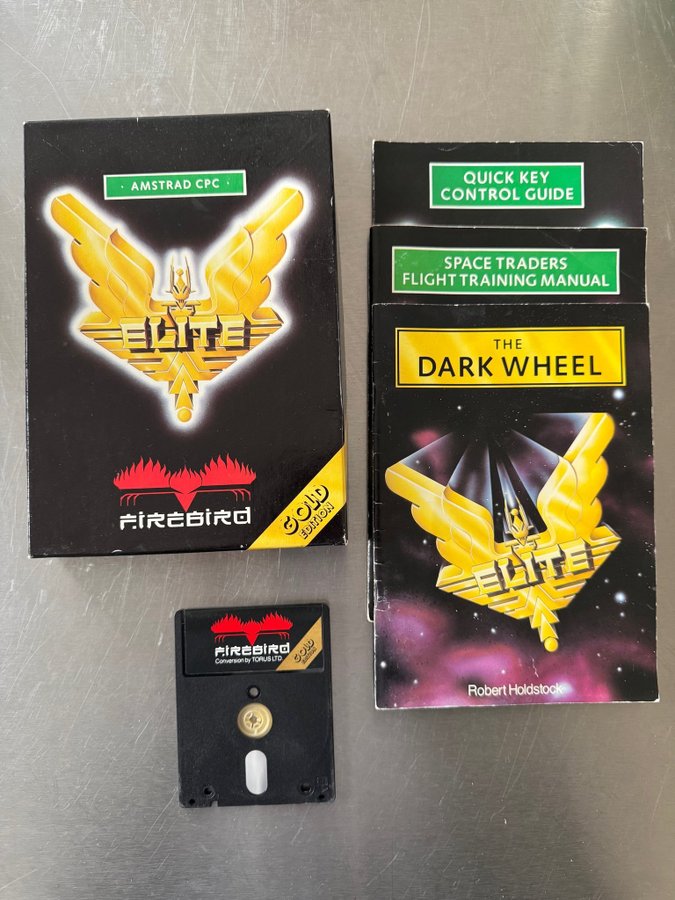 · AMSTRAD CPC ·
ELITE
FIREBIRD
GOLD
EDITION
QUICK KEY
CONTROL GUIDE
SPACE TRADERS
FLIGHT TRAINING MANUAL
THE
DARK WHEEL
ELITE
Robert Holdstock
FIREBIRD
Conversion by TORUS LTD.
GOLD
EDITION